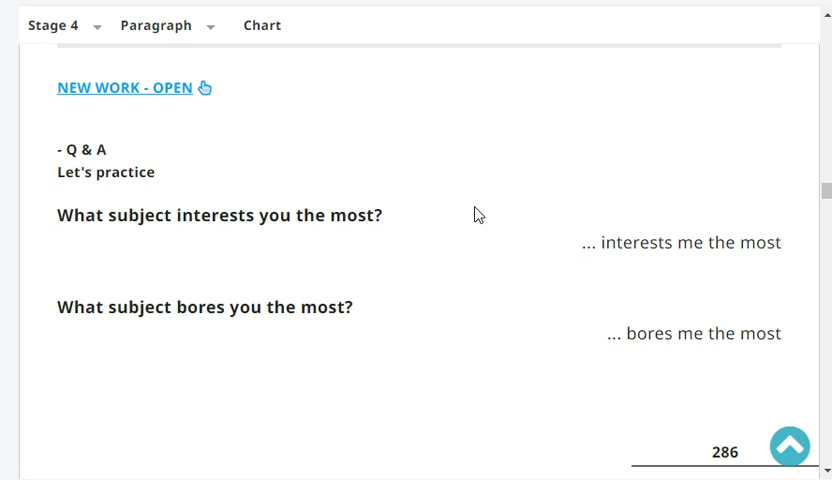 Stage 4 Paragraph Chart
NEW WORK - OPEN
- Q & A
Let's practice
What subject interests you the most?
... interests me the most
What subject bores you the most?
... bores me the most
286